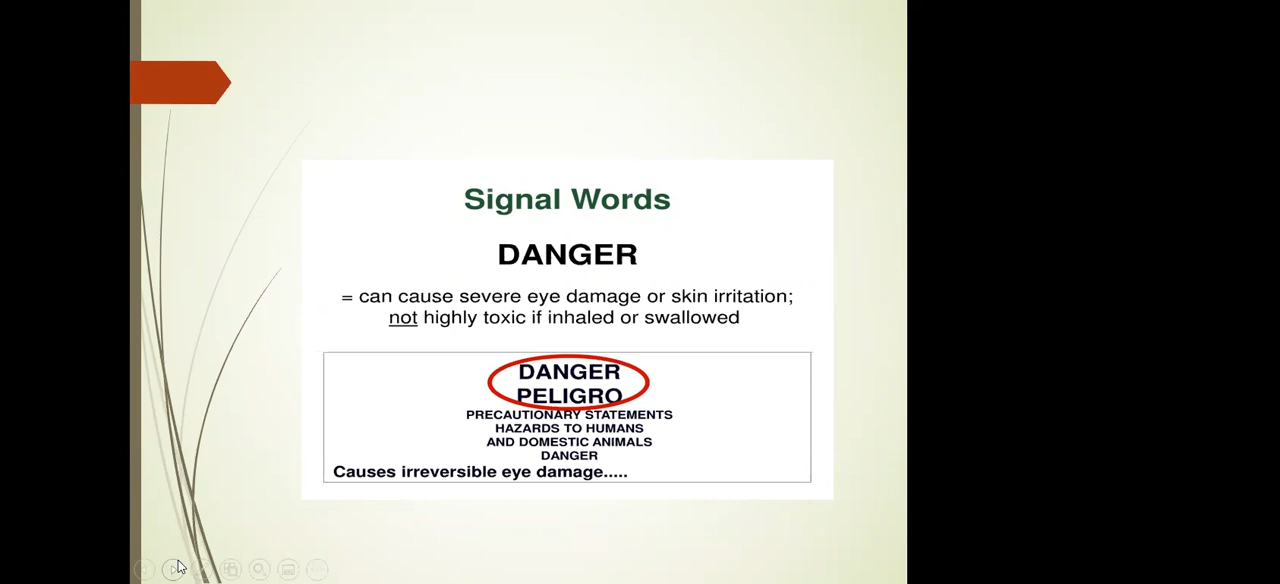 Signal Words
DANGER
= can cause severe eye damage or skin irritation;
not highly toxic if inhaled or swallowed
DANGER
PELIGRO
PRECAUTIONARY STATEMENTS
HAZARDS TO HUMANS
AND DOMESTIC ANIMALS
DANGER
Causes irreversible eye damage.....